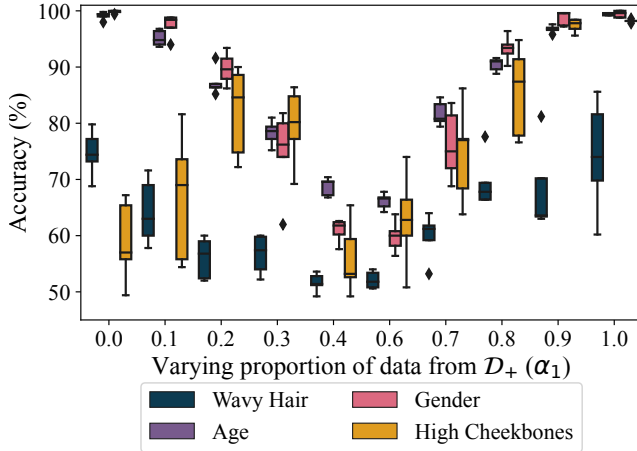 100
90
80
70
60
50
Accuracy (%)
0.0 0.1 0.2 0.3 0.4 0.6 0.7 0.8 0.9 1.0
Varying proportion of data from 𝒟₊ (α₁)
Wavy Hair Gender
Age High Cheekbones